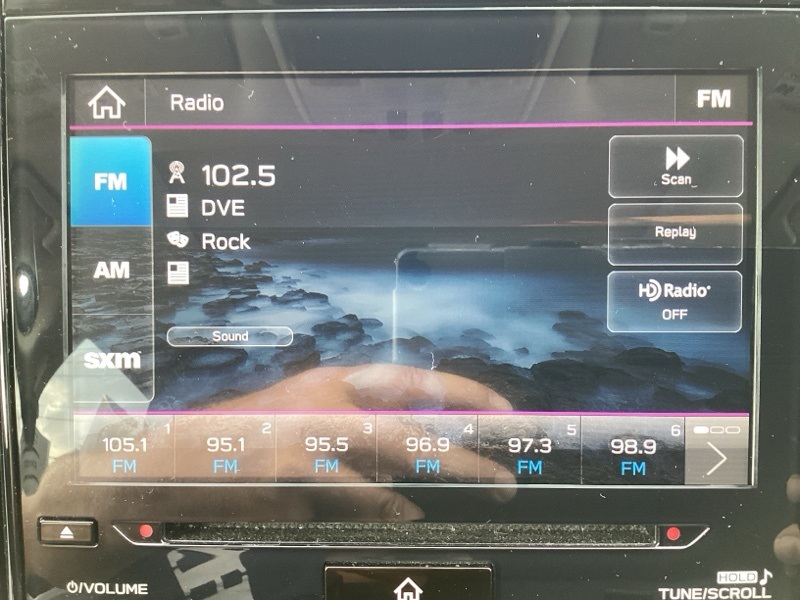 Radio
FM
FM
102.5
Scan
DVE
Replay
Rock
AM
HD Radio
OFF
Sound
sxm
1 2 3 4 5 6
105.1 95.1 95.5 96.9 97.3 98.9
FM FM FM FM FM FM
HOLD
/VOLUME
TUNE/SCROLL